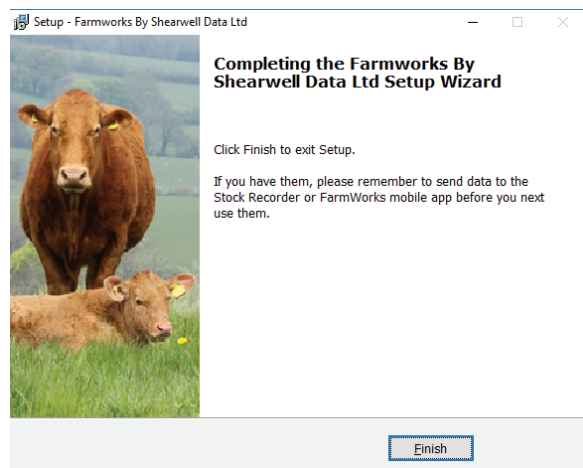 Setup - Farmworks By Shearwell Data Ltd
Completing the Farmworks By
Shearwell Data Ltd Setup Wizard
Click Finish to exit Setup.
If you have them, please remember to send data to the
Stock Recorder or FarmWorks mobile app before you next
use them.
Finish